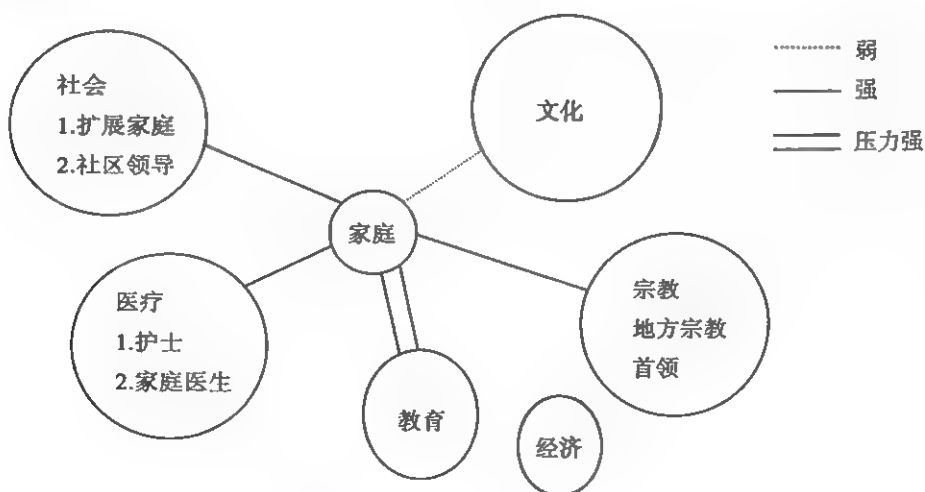 社会
1.扩展家庭
2.社区领导
文化
弱
强
压力强
家庭
医疗
1.护士
2.家庭医生
宗教
地方宗教
首领
教育
经济